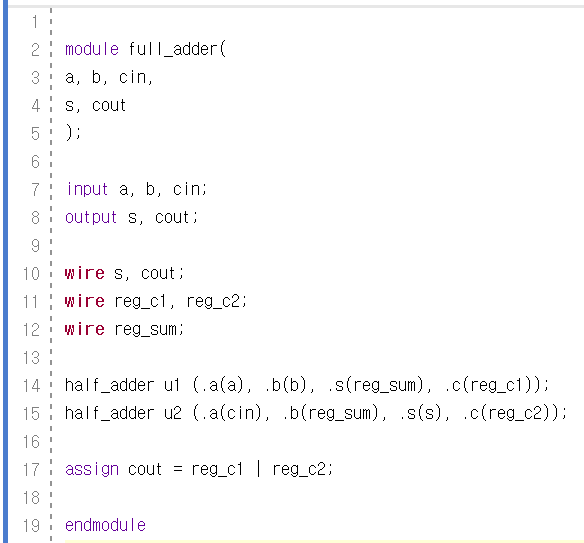 1
2 module full_adder(
3 a, b, cin,
4 s, cout
5 );
6
7 input a, b, cin;
8 output s, cout;
9
10 wire s, cout;
11 wire reg_c1, reg_c2;
12 wire reg_sum;
13
14 half_adder u1 (.a(a), .b(b), .s(reg_sum), .c(reg_c1));
15 half_adder u2 (.a(cin), .b(reg_sum), .s(s), .c(reg_c2));
16
17 assign cout = reg_c1 | reg_c2;
18
19 endmodule